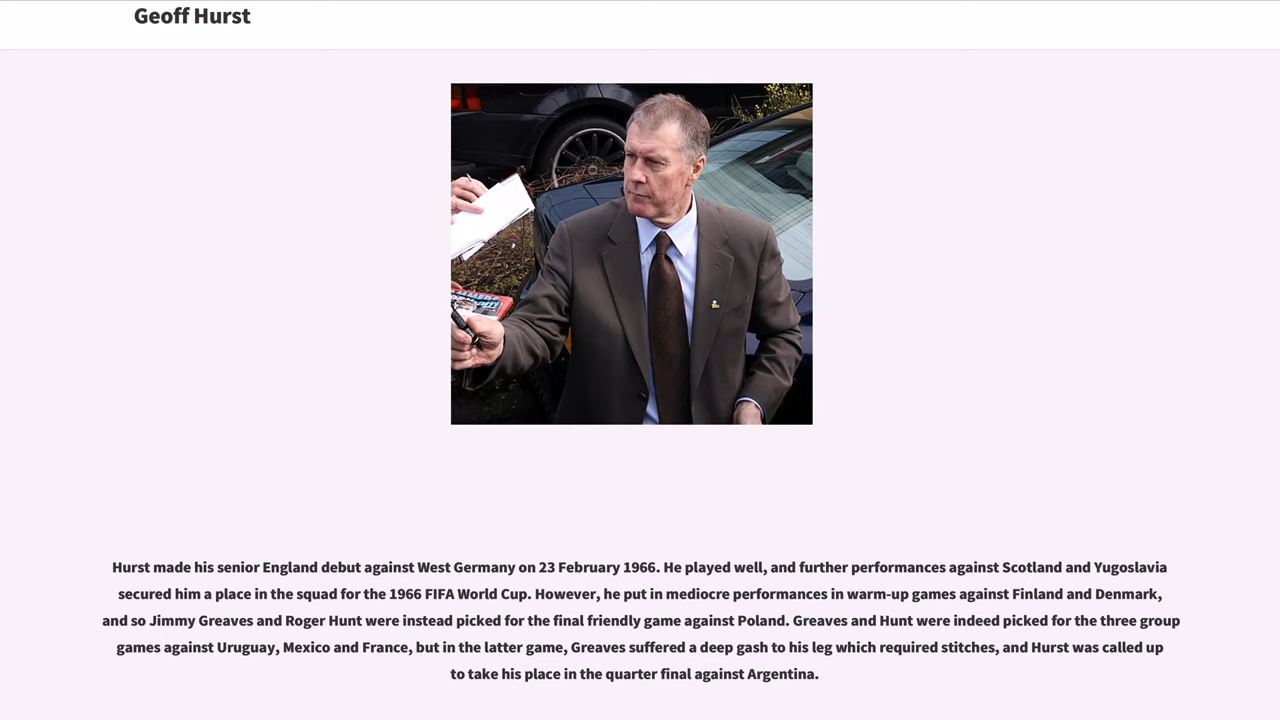 Geoff Hurst
Hurst made his senior England debut against West Germany on 23 February 1966. He played well, and further performances against Scotland and Yugoslavia
secured him a place in the squad for the 1966 FIFA World Cup. However, he put in mediocre performances in warm-up games against Finland and Denmark,
and so Jimmy Greaves and Roger Hunt were instead picked for the final friendly game against Poland. Greaves and Hunt were indeed picked for the three group
games against Uruguay, Mexico and France, but in the latter game, Greaves suffered a deep gash to his leg which required stitches, and Hurst was called up
to take his place in the quarter final against Argentina.